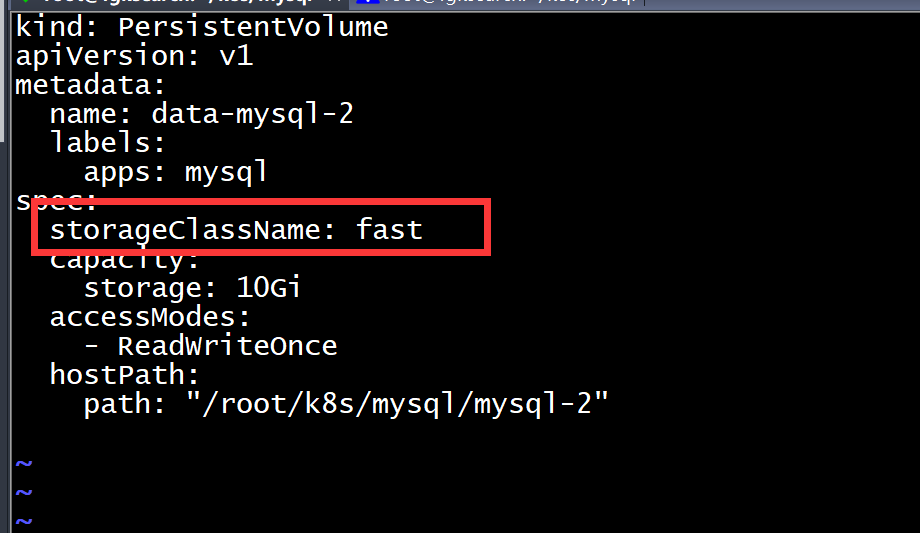 kind: PersistentVolume
apiVersion: v1
metadata:
  name: data-mysql-2
  labels:
    apps: mysql
spec:
  storageClassName: fast
  capacity:
    storage: 10Gi
  accessModes:
    - ReadWriteOnce
  hostPath:
    path: "/root/k8s/mysql/mysql-2"
~
~
~